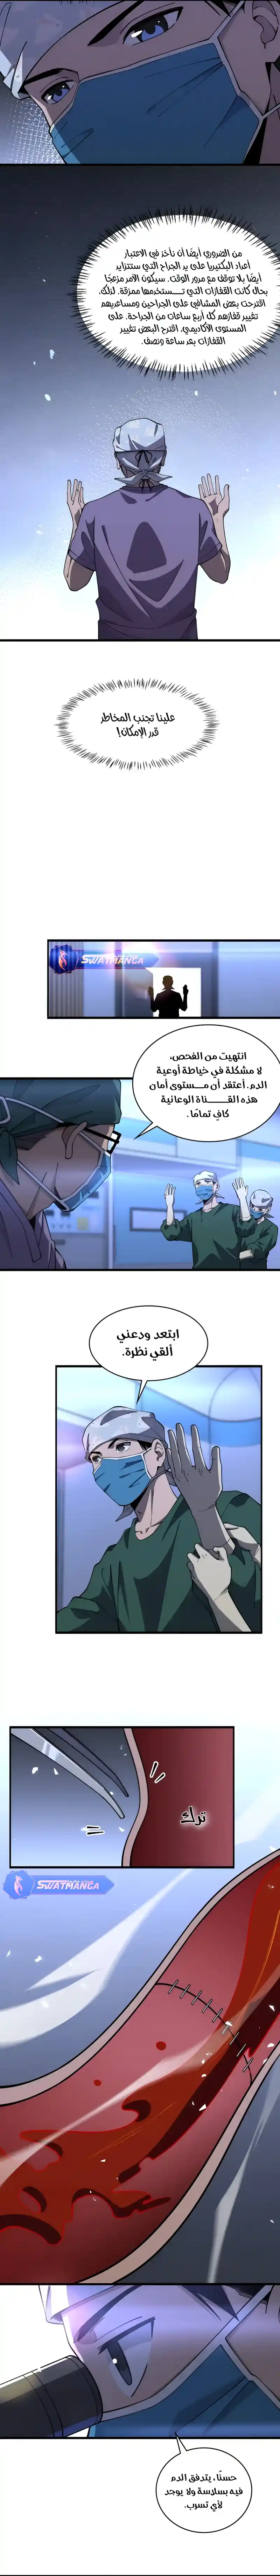 من الضروري أيضًا أن نأخذ في الاعتبار
أعداد البكتيريا على يد الجراح التي ستتزايد
أيضًا بلا توقف مع مرور الوقت. سيكون الأمر مزعجًا
بحال كانت القفازات التي تستخدمها ممزقة. لذلك،
اقترحت بعض المشافي على الجراحين ومساعديهم
تغيير قفازهم كل أربع ساعات من الجراحة. على
المستوى الأكاديمي، اقترح البعض تغيير
القفازات بعد ساعة ونصف.
علينا تجنب المخاطر
قدر الإمكان!
SWATMANGA
انتهيت من الفحص،
لا مشكلة في خياطة أوعية
الدم. أعتقد أن مستوى أمان
هذه القناة الوعائية
كافٍ تمامًا.
ابتعد ودعني
ألقي نظرة.
ترك
SWATMANGA
حسنًا، يتدفق الدم
فيه بسلاسة ولا يوجد
لأي تسرب.